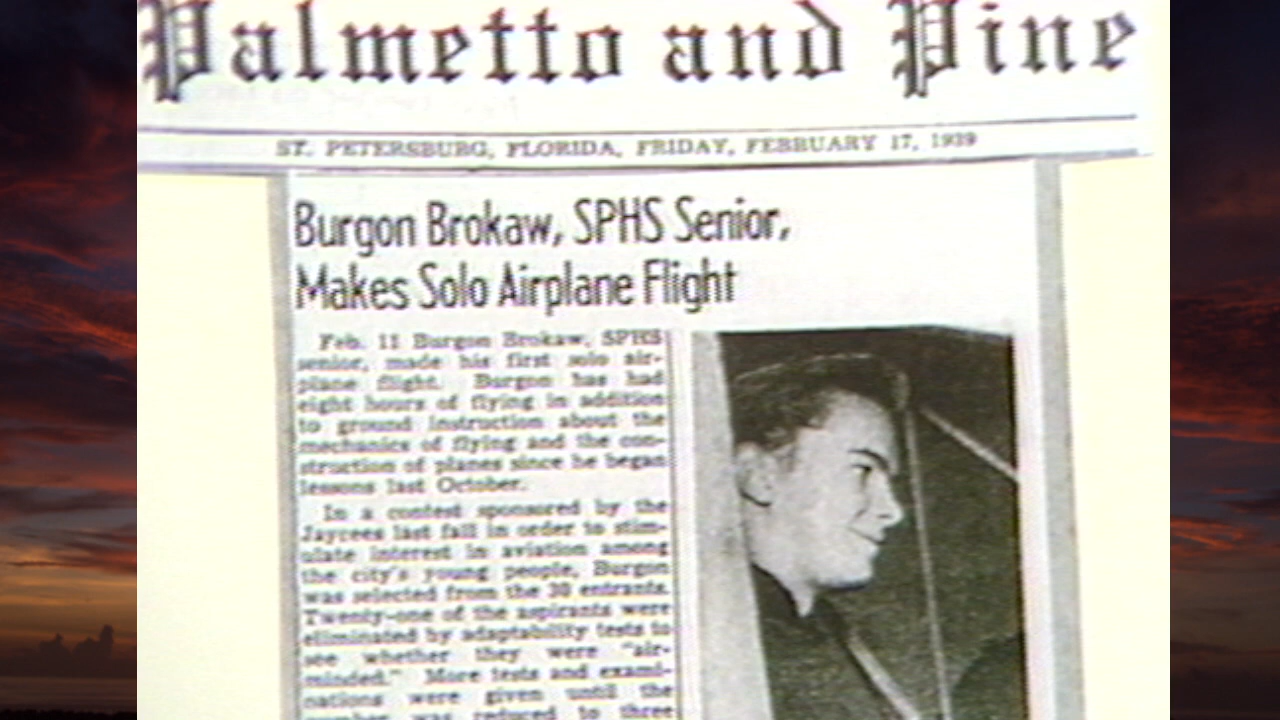 Palmetto and Pine
ST. PETERSBURG, FLORIDA, FRIDAY, FEBRUARY 17, 1939
Burgon Brokaw, SPHS Senior,
Makes Solo Airplane Flight
Feb. 11 Burgon Brokaw, SPHS
senior, made his first solo air-
plane flight. Burgon has had
eight hours of flying in addition
to ground instruction about the
mechanics of flying and the con-
struction of planes since he began
lessons last October.
In a contest sponsored by the
Jaycees last fall in order to stim-
ulate interest in aviation among
the city's young people, Burgon
was selected from the 30 entrants.
Twenty-one of the aspirants were
eliminated by adaptability tests to
see whether they were "air-
minded." More tests and exami-
nations were given until the
number was reduced to three